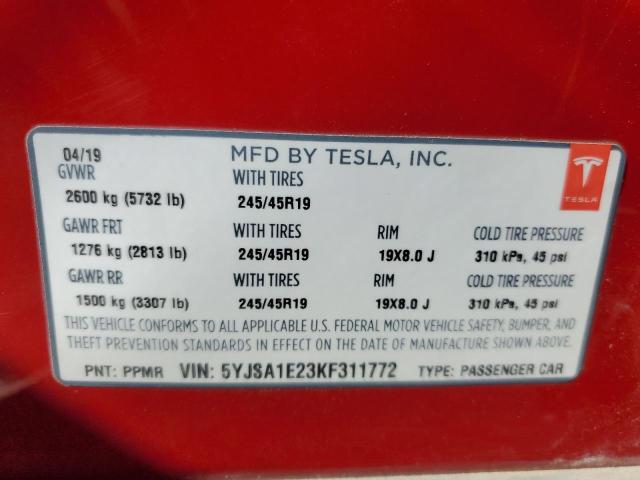 04/19 MFD BY TESLA, INC.
GVWR WITH TIRES
2600 kg (5732 lb) 245/45R19
TESLA
GAWR FRT WITH TIRES RIM COLD TIRE PRESSURE
1276 kg (2813 lb) 245/45R19 19X8.0 J 310 kPa, 45 psi
GAWR RR WITH TIRES RIM COLD TIRE PRESSURE
1500 kg (3307 lb) 245/45R19 19X8.0 J 310 kPa, 45 psi
THIS VEHICLE CONFORMS TO ALL APPLICABLE U.S. FEDERAL MOTOR VEHICLE SAFETY, BUMPER, AND
THEFT PREVENTION STANDARDS IN EFFECT ON THE DATE OF MANUFACTURE SHOWN ABOVE.
PNT: PPMR VIN: 5YJSA1E23KF311772 TYPE: PASSENGER CAR